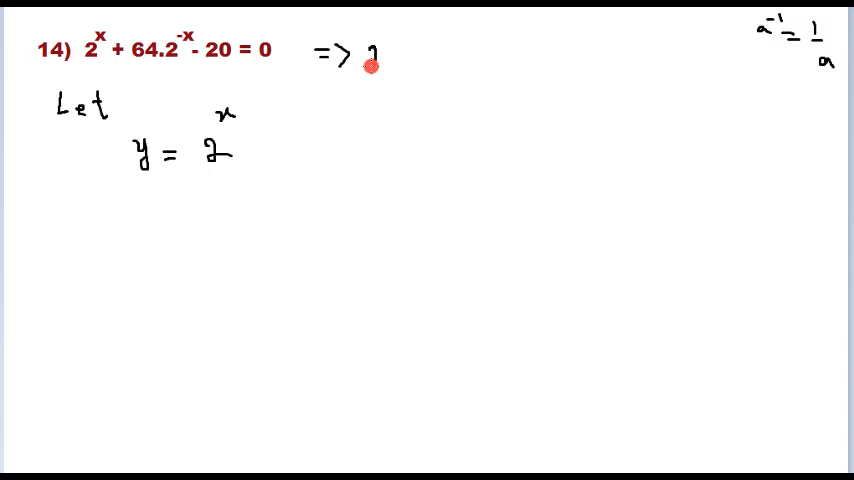 14) 2^x + 64.2^-x - 20 = 0 => 2
a^-1 = 1/a
Let
y = 2^x